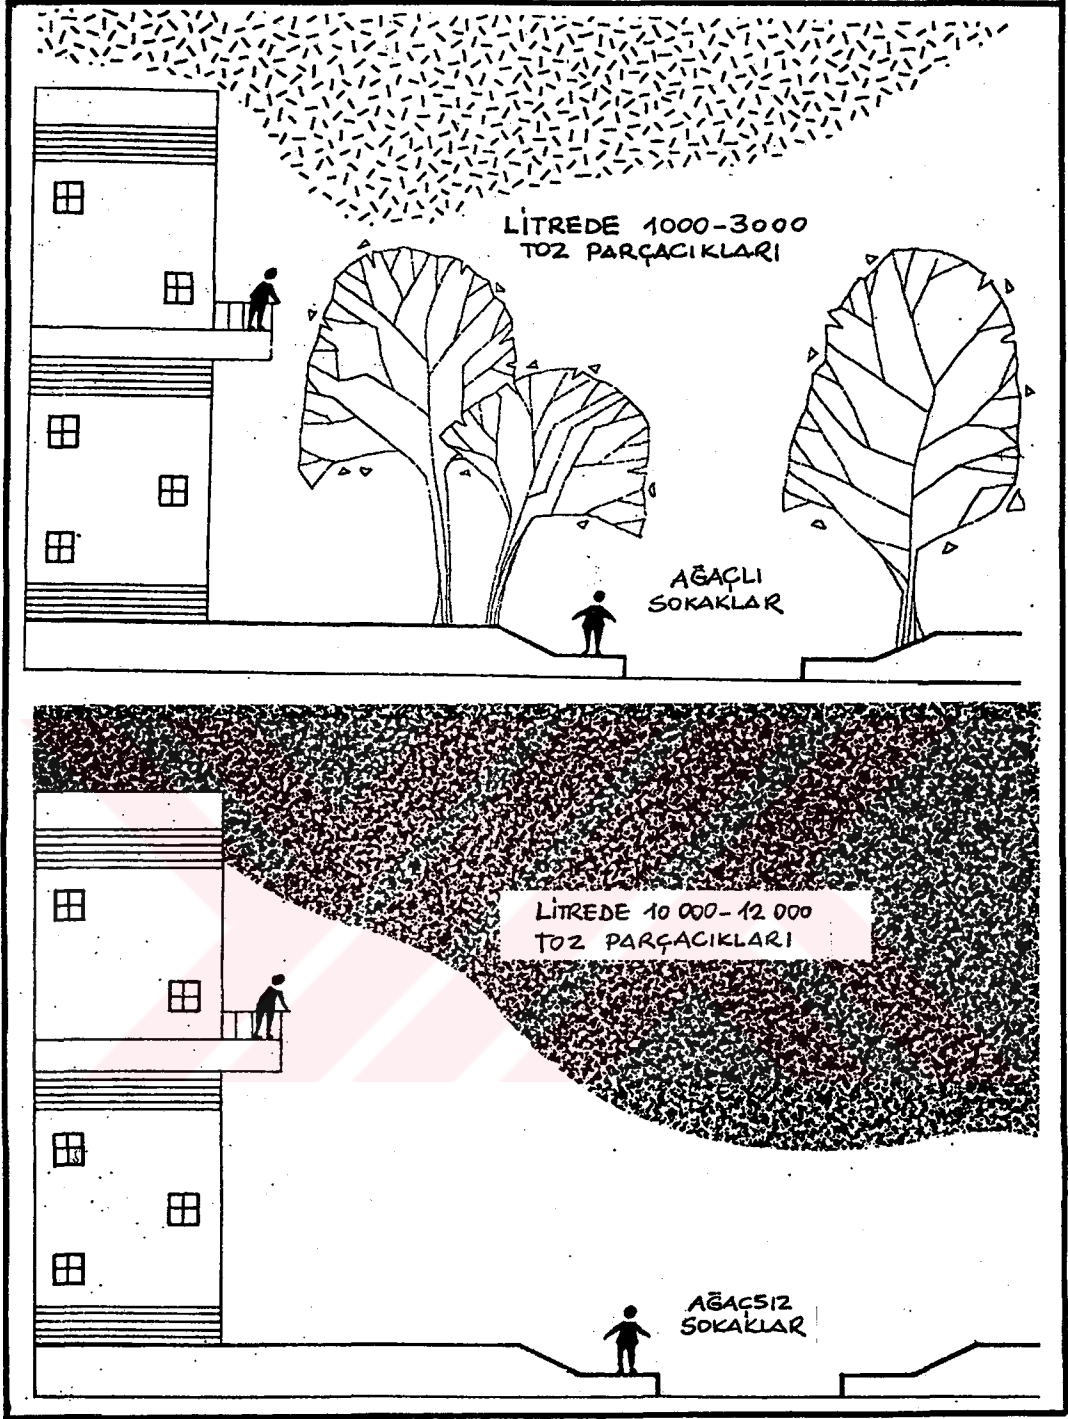 LİTREDE 1000-3000
TOZ PARÇACIKLARI
AĞAÇLI
SOKAKLAR
LİTREDE 10 000-12 000
TOZ PARÇACIKLARI
AĞAÇSIZ
SOKAKLAR